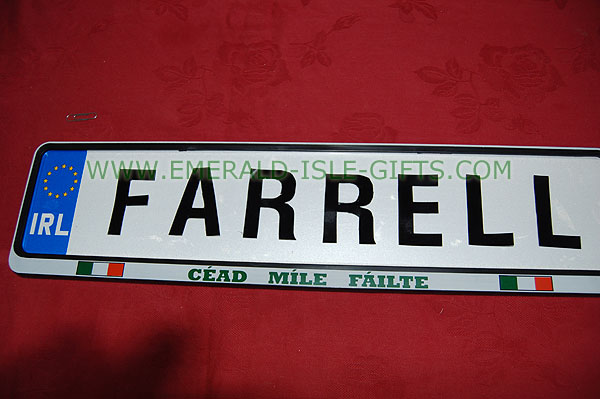 WWW.EMERALD-ISLE-GIFTS.COM
FARRELL
IRL
CÉAD MÍLE FÁILTE